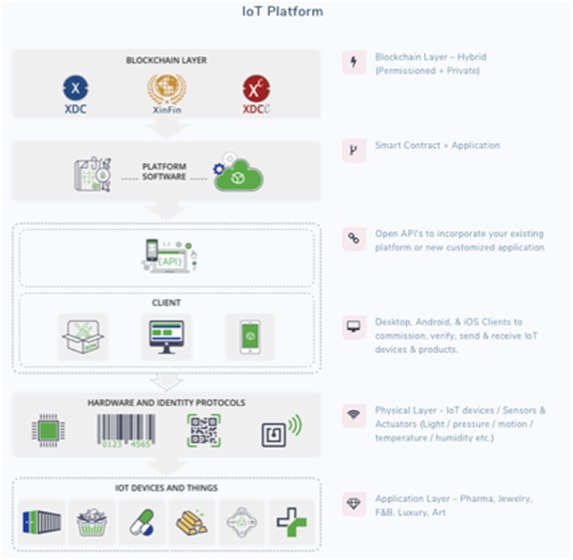 IoT Platform
BLOCKCHAIN LAYER
XDC
XinFin
XDCC
Blockchain Layer – Hybrid
(Permissioned + Private)
PLATFORM
SOFTWARE
Smart Contract + Application
{API}
Open API's to incorporate your existing
platform or new customized application
CLIENT
Desktop, Android, & iOS Clients to
commission, verify, send & receive IoT
devices & products.
HARDWARE AND IDENTITY PROTOCOLS
0123 4565
Physical Layer - IoT devices / Sensors &
Actuators (Light / pressure / motion /
temperature / humidity etc.)
IOT DEVICES AND THINGS
Application Layer – Pharma, Jewelry,
F&B, Luxury, Art